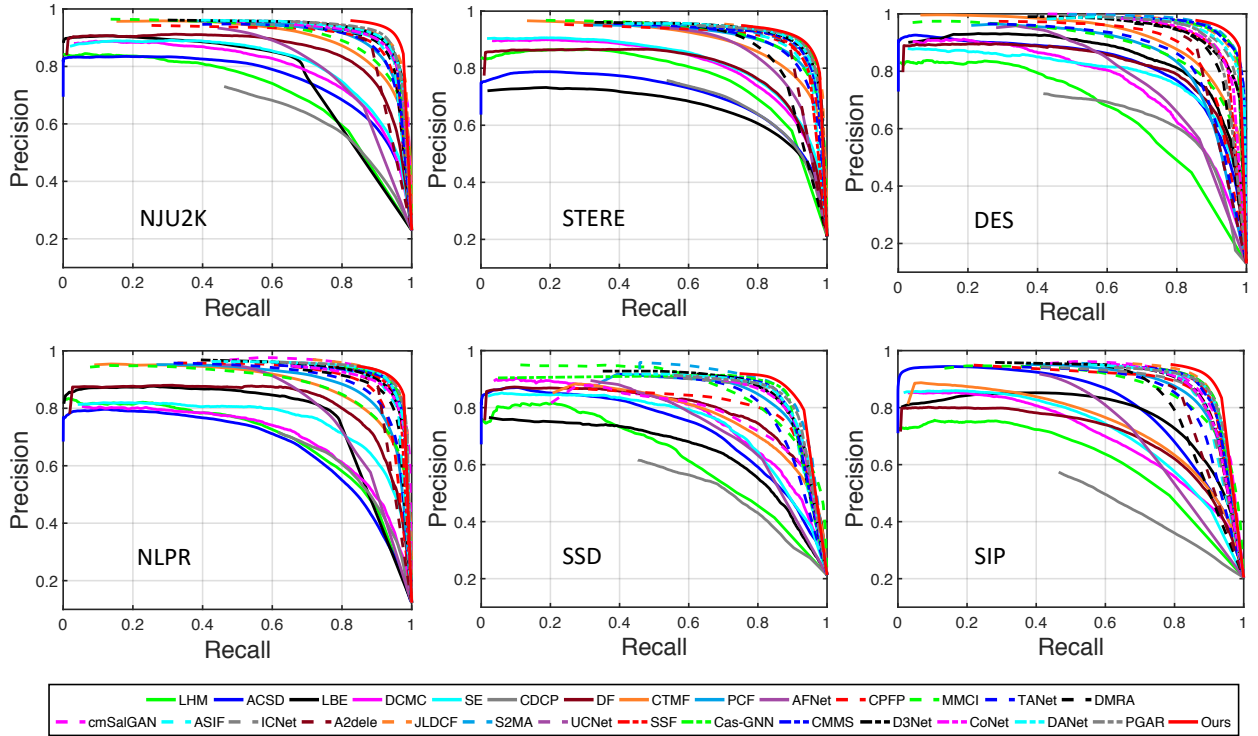 1
0.8
0.6
0.4
0.2
Precision
NJU2K
0 0.2 0.4 0.6 0.8 1
Recall
1
0.8
0.6
0.4
0.2
Precision
STERE
0 0.2 0.4 0.6 0.8 1
Recall
1
0.8
0.6
0.4
0.2
Precision
DES
0 0.2 0.4 0.6 0.8 1
Recall
1
0.8
0.6
0.4
0.2
Precision
NLPR
0 0.2 0.4 0.6 0.8 1
Recall
1
0.8
0.6
0.4
0.2
Precision
SSD
0 0.2 0.4 0.6 0.8 1
Recall
1
0.8
0.6
0.4
0.2
Precision
SIP
0 0.2 0.4 0.6 0.8 1
Recall
LHM ACSD LBE DCMC SE CDCP DF CTMF PCF AFNet CPFP MMCI TANet DMRA
cmSalGAN ASIF ICNet A2dele JLDCF S2MA UCNet SSF Cas-GNN CMMS D3Net CoNet DANet PGAR Ours